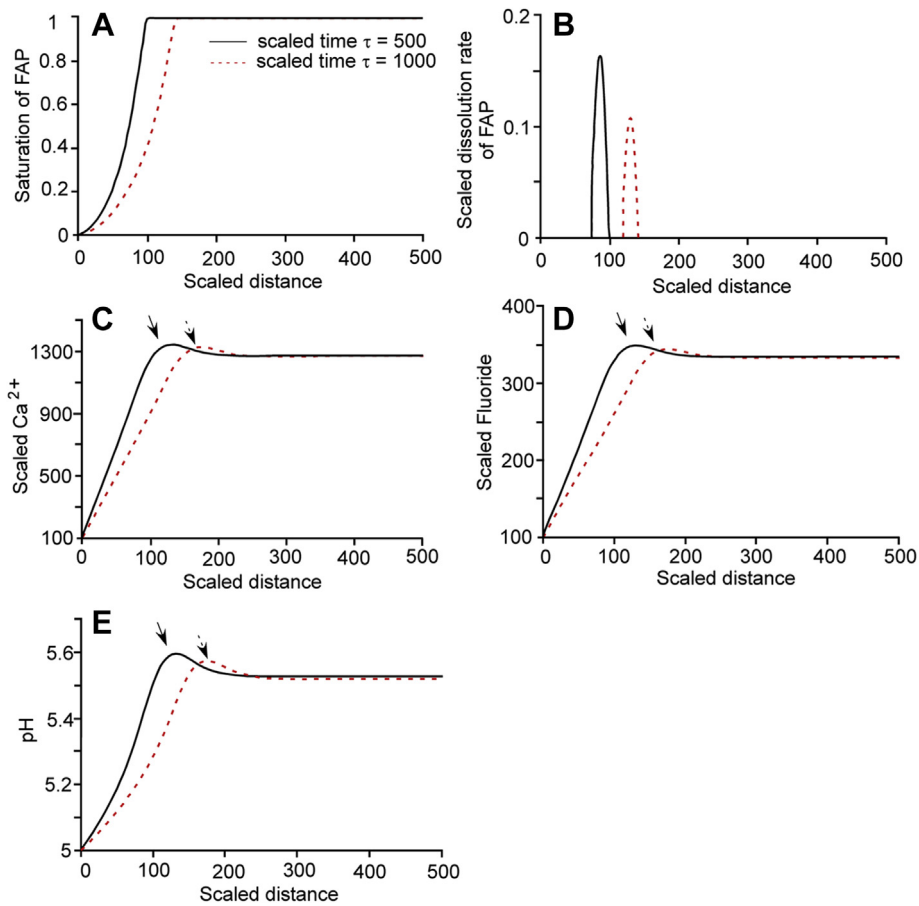 A
Saturation of FAP
1
0.8
0.6
0.4
0.2
0
scaled time τ = 500
scaled time τ = 1000
0 100 200 300 400 500
Scaled distance
B
Scaled dissolution rate
of FAP
0.2
0.1
0
0 100 200 300 400 500
Scaled distance
C
Scaled Ca2+
1300
900
500
100
0 100 200 300 400 500
Scaled distance
D
Scaled Fluoride
400
300
200
100
0 100 200 300 400 500
Scaled distance
E
pH
5.6
5.4
5.2
5
0 100 200 300 400 500
Scaled distance